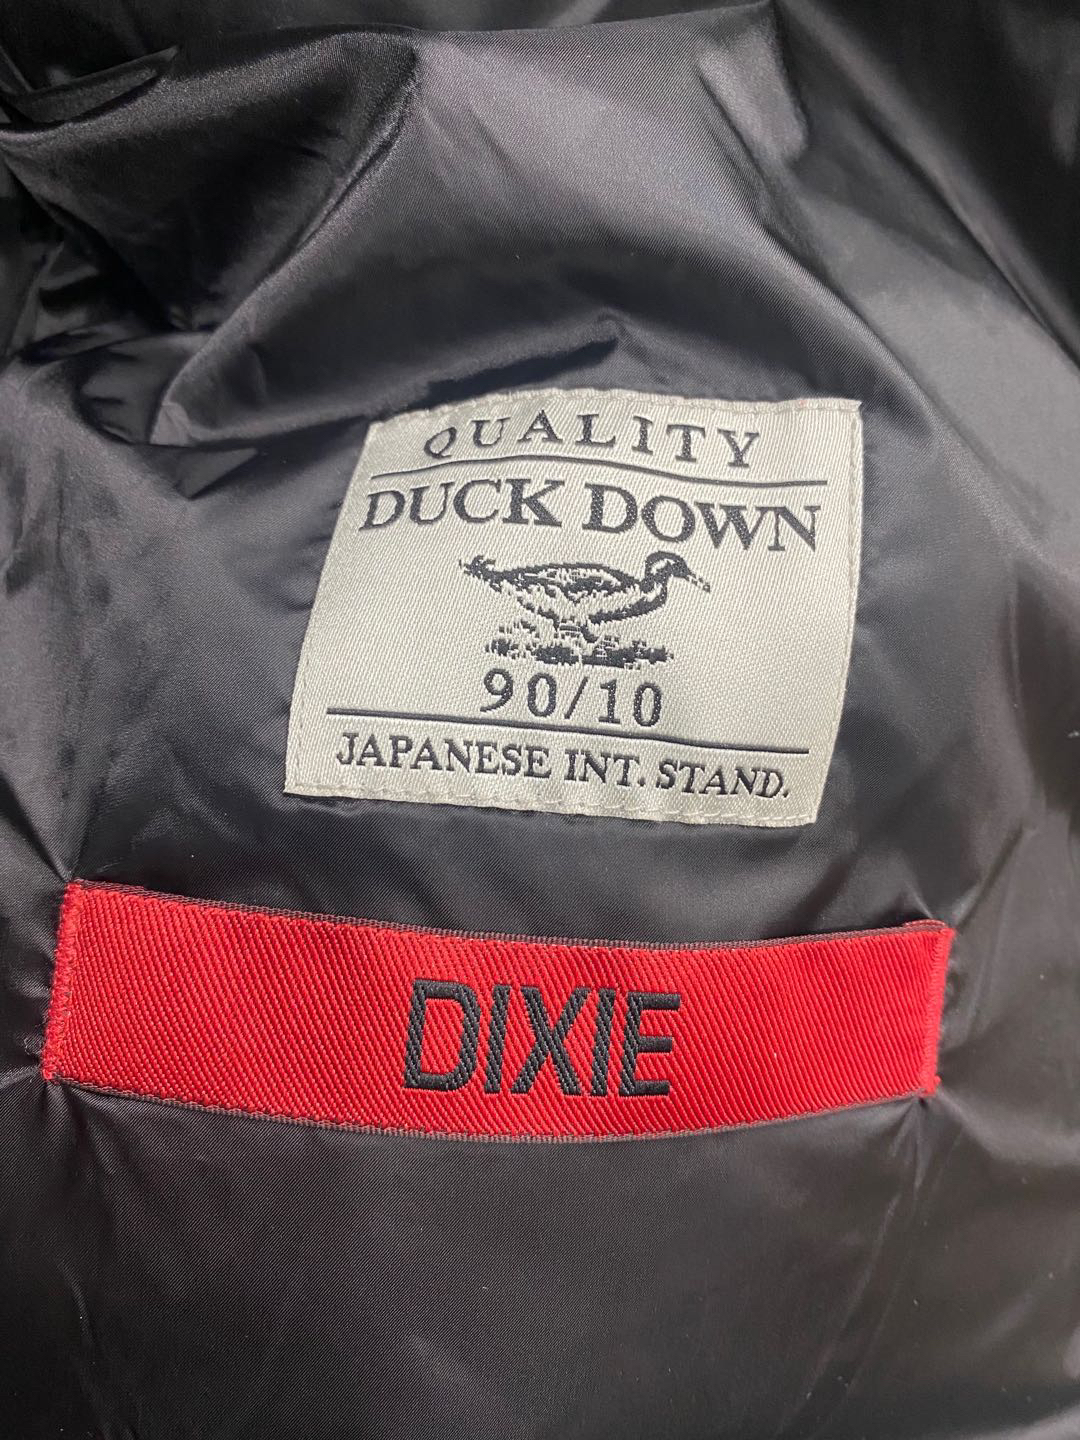 QUALITY
DUCK DOWN
90/10
JAPANESE INT. STAND.
DIXIE